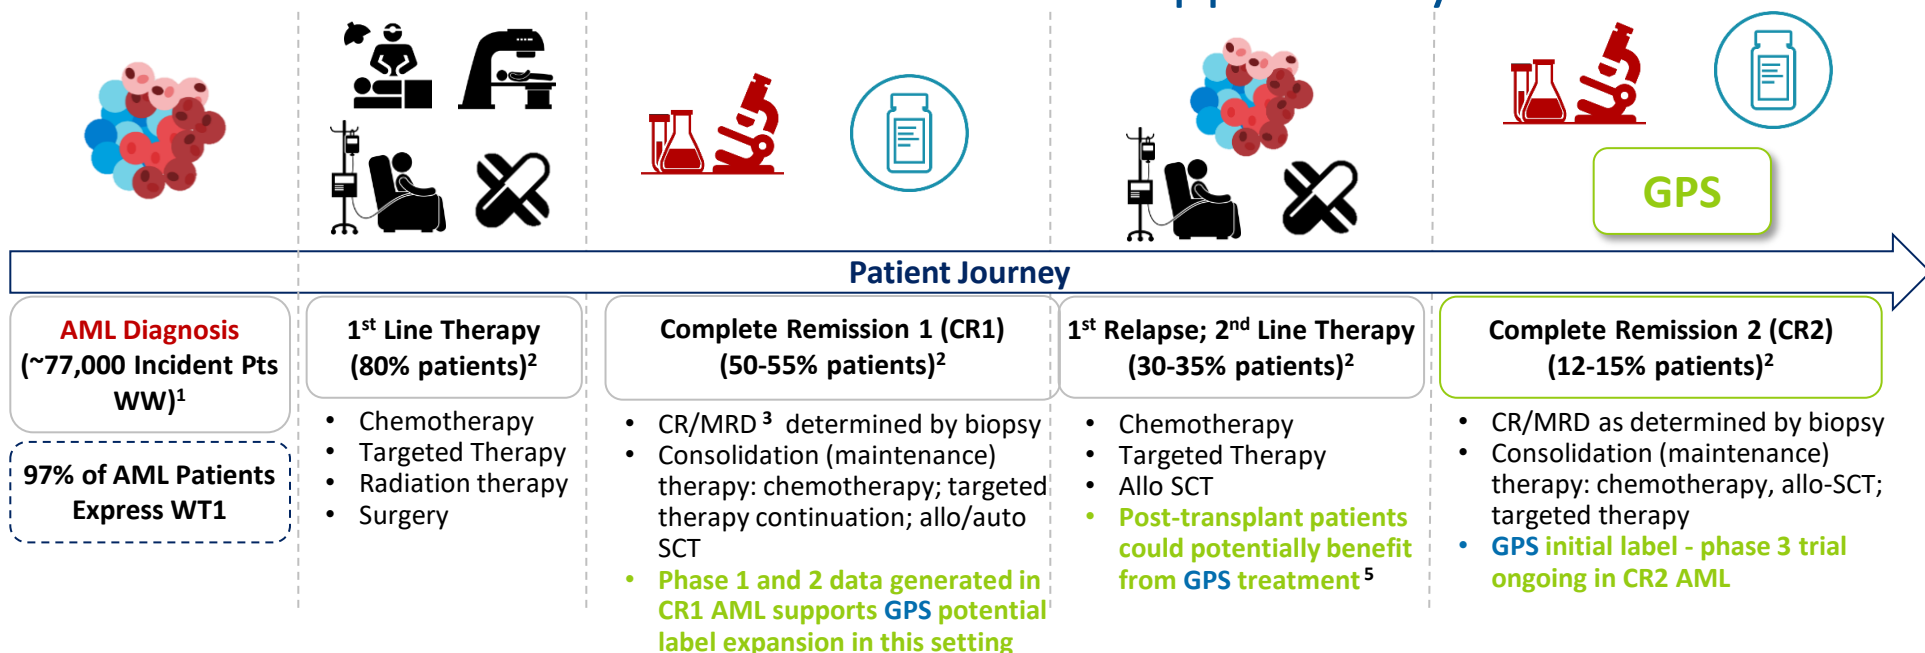 GPS
Patient Journey
AML Diagnosis
(~77,000 Incident Pts
WW)1
97% of AML Patients
Express WT1
1st Line Therapy
(80% patients)2
• Chemotherapy
• Targeted Therapy
• Radiation therapy
• Surgery
Complete Remission 1 (CR1)
(50-55% patients)2
• CR/MRD 3 determined by biopsy
• Consolidation (maintenance)
therapy: chemotherapy; targeted
therapy continuation; allo/auto
SCT
• Phase 1 and 2 data generated in
CR1 AML supports GPS potential
label expansion in this setting
1st Relapse; 2nd Line Therapy
(30-35% patients)2
• Chemotherapy
• Targeted Therapy
• Allo SCT
• Post-transplant patients
could potentially benefit
from GPS treatment 5
Complete Remission 2 (CR2)
(12-15% patients)2
• CR/MRD as determined by biopsy
• Consolidation (maintenance)
therapy: chemotherapy, allo-SCT;
targeted therapy
• GPS initial label - phase 3 trial
ongoing in CR2 AML